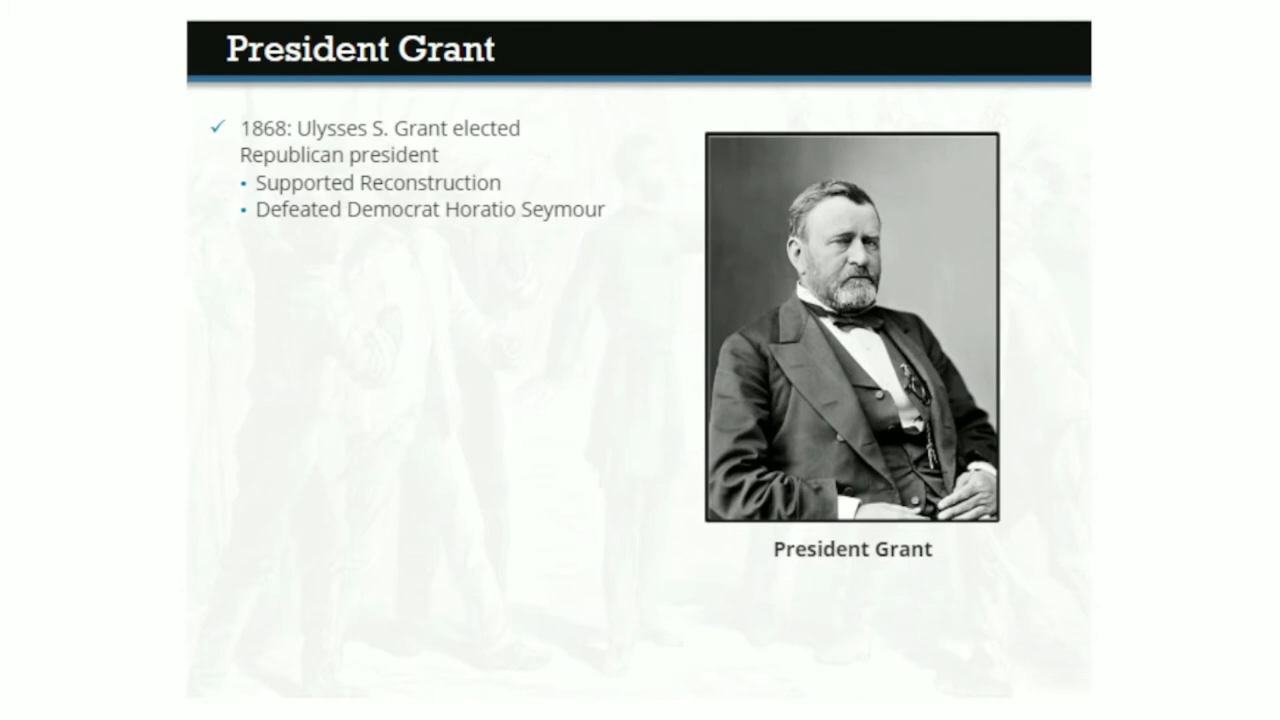 President Grant
✓ 1868: Ulysses S. Grant elected
Republican president
• Supported Reconstruction
• Defeated Democrat Horatio Seymour
President Grant